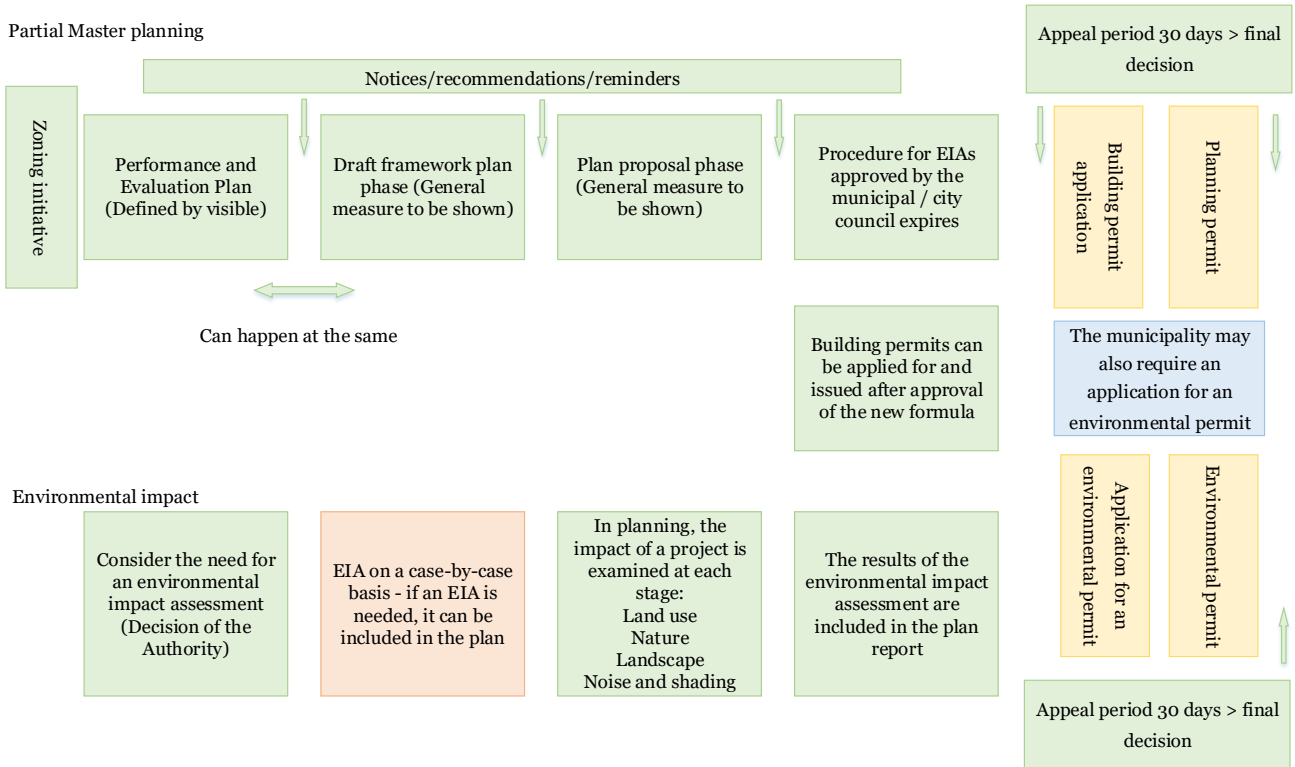 Partial Master planning
Notices/recommendations/reminders
Appeal period 30 days > final
decision
Zoning initiative
Performance and
Evaluation Plan
(Defined by visible)
Draft framework plan
phase (General
measure to be shown)
Plan proposal phase
(General measure to
be shown)
Procedure for EIAs
approved by the
municipal / city
council expires
Building permit
application
Planning permit
Can happen at the same
Building permits can
be applied for and
issued after approval
of the new formula
The municipality may
also require an
application for an
environmental permit
Environmental impact
Consider the need for
an environmental
impact assessment
(Decision of the
Authority)
EIA on a case-by-case
basis - if an EIA is
needed, it can be
included in the plan
In planning, the
impact of a project is
examined at each
stage:
Land use
Nature
Landscape
Noise and shading
The results of the
environmental impact
assessment are
included in the plan
report
Application for an
environmental permit
Environmental permit
Appeal period 30 days > final
decision